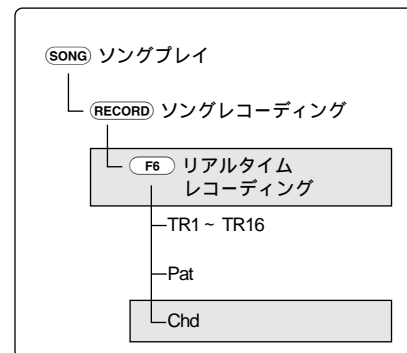 SONG ソングプレイ
RECORD ソングレコーディング
F6 リアルタイム
レコーディング
TR1 ~ TR16
Pat
Chd